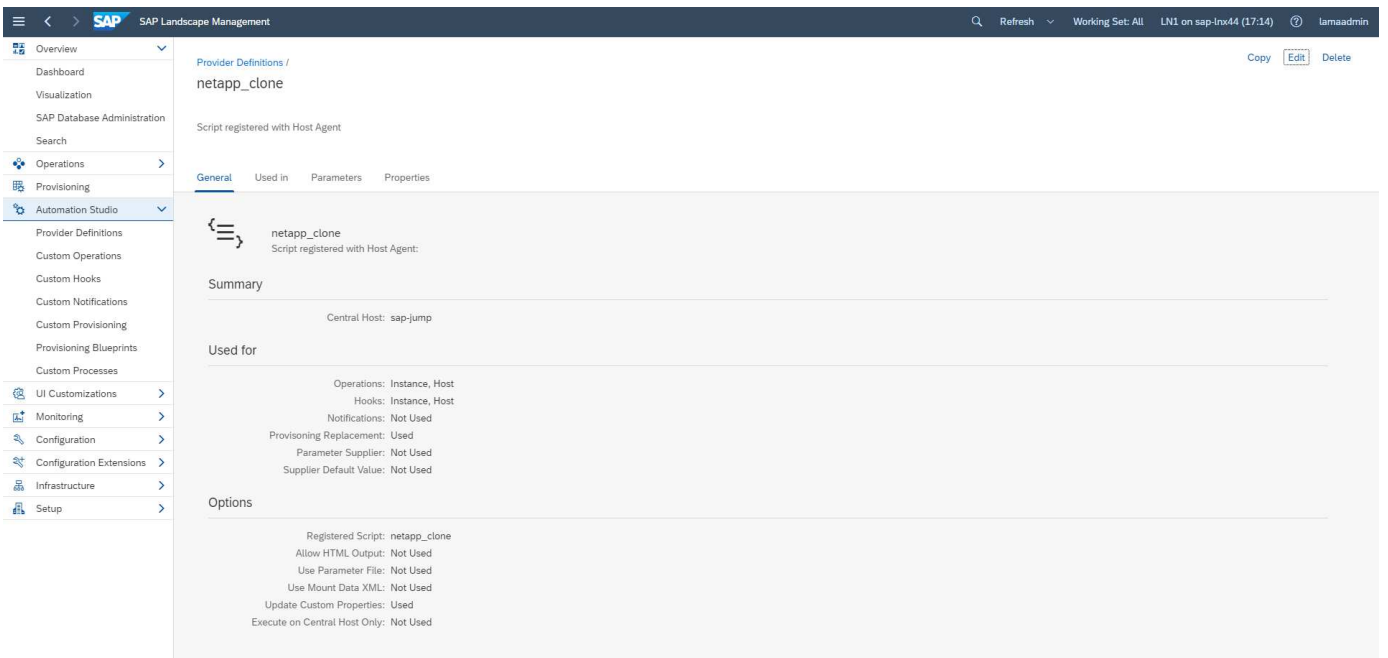 SAP SAP Landscape Management Refresh Working Set: All LN1 on sap-lnx44 (17:14) lamaadmin
Overview
Dashboard
Visualization
SAP Database Administration
Search
Operations
Provisioning
Automation Studio
Provider Definitions
Custom Operations
Custom Hooks
Custom Notifications
Custom Provisioning
Provisioning Blueprints
Custom Processes
UI Customizations
Monitoring
Configuration
Configuration Extensions
Infrastructure
Setup
Provider Definitions /
Copy Edit Delete
netapp_clone
Script registered with Host Agent
General Used in Parameters Properties
netapp_clone
Script registered with Host Agent:
Summary
Central Host: sap-jump
Used for
Operations: Instance, Host
Hooks: Instance, Host
Notifications: Not Used
Provisoning Replacement: Used
Parameter Supplier: Not Used
Supplier Default Value: Not Used
Options
Registered Script: netapp_clone
Allow HTML Output: Not Used
Use Parameter File: Not Used
Use Mount Data XML: Not Used
Update Custom Properties: Used
Execute on Central Host Only: Not Used